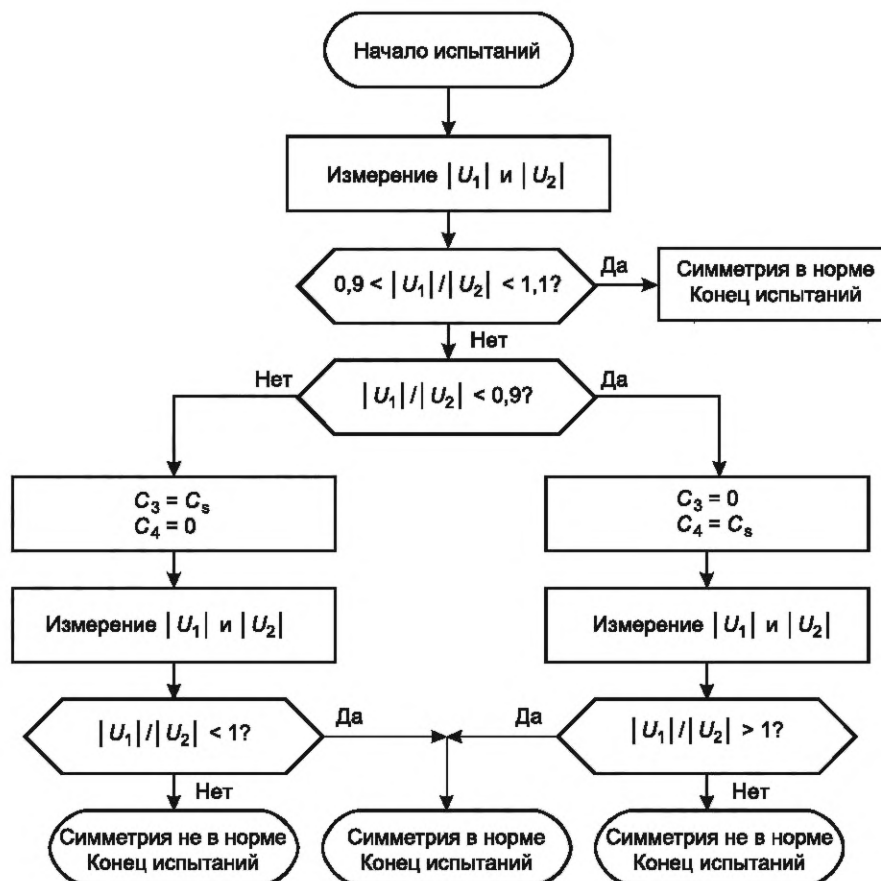 Начало испытаний
Измерение |U₁| и |U₂|
0,9 < |U₁|/|U₂| < 1,1?
Да
Симметрия в норме
Конец испытаний
Нет
|U₁|/|U₂| < 0,9?
Нет
Да
C₃ = Cₛ
C₄ = 0
C₃ = 0
C₄ = Cₛ
Измерение |U₁| и |U₂|
Измерение |U₁| и |U₂|
|U₁|/|U₂| < 1?
Да
Да
|U₁|/|U₂| > 1?
Нет
Нет
Симметрия не в норме
Конец испытаний
Симметрия в норме
Конец испытаний
Симметрия не в норме
Конец испытаний